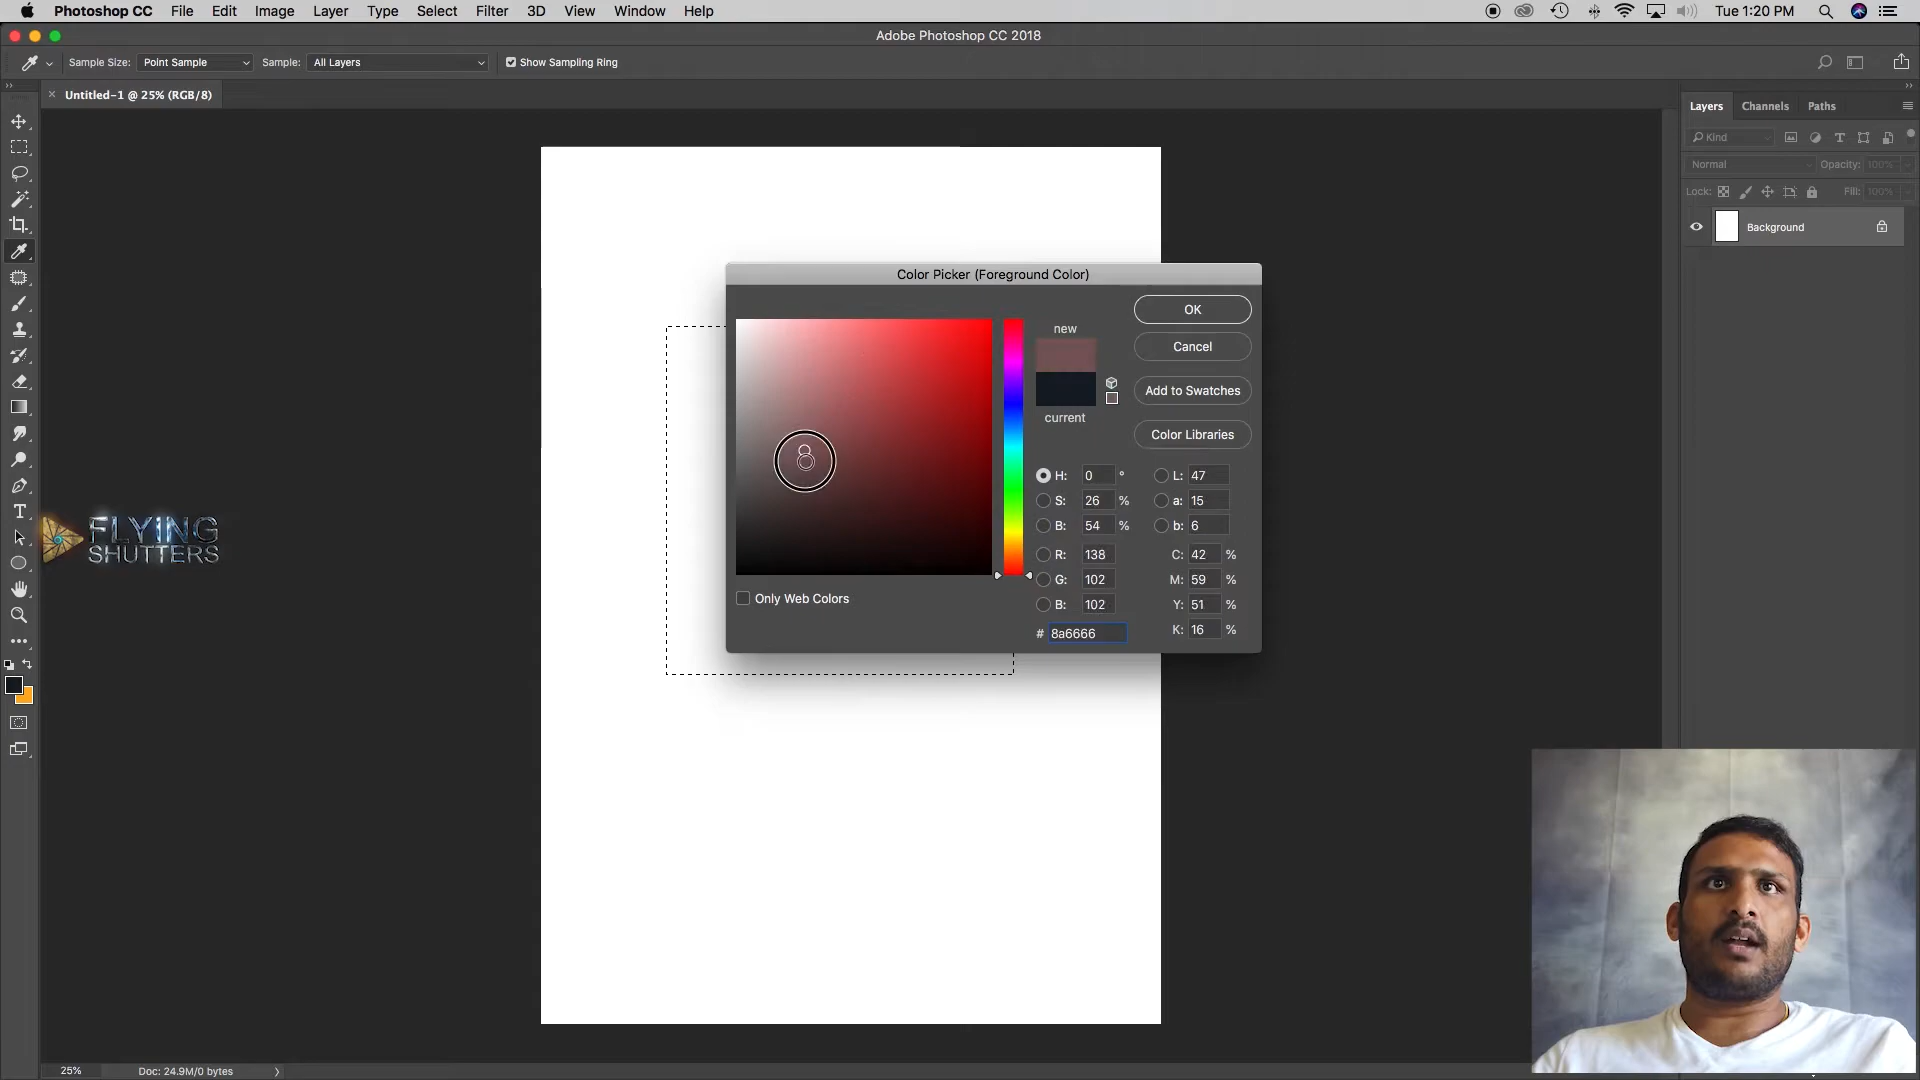 Photoshop CC File Edit Image Layer Type Select Filter 3D View Window Help Tue 1:20 PM
Adobe Photoshop CC 2018
Sample Size: Point Sample Sample: All Layers Show Sampling Ring
Untitled-1 @ 25% (RGB/8)
Layers Channels Paths
Kind
Normal Opacity: 100%
Lock: Fill: 100%
Background
Color Picker (Foreground Color)
new
current
OK
Cancel
Add to Swatches
Color Libraries
H: 0 ° L: 47
S: 26 % a: 15
B: 54 % b: 6
R: 138 C: 42 %
G: 102 M: 59 %
B: 102 Y: 51 %
# 8a6666 K: 16 %
Only Web Colors
FLYING
SHUTTERS
25% Doc: 24.9M/0 bytes